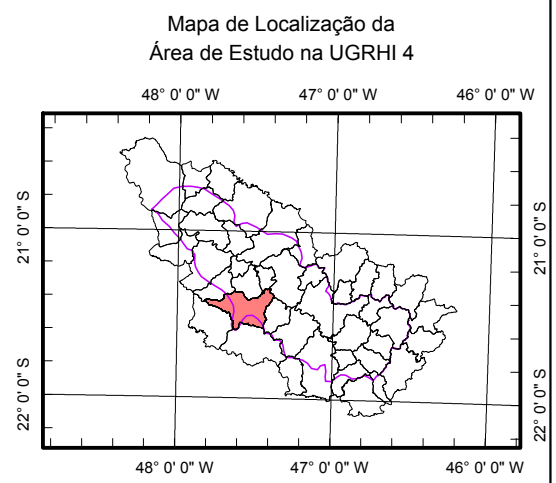 Mapa de Localização da
Área de Estudo na UGRHI 4
48° 0' 0" W
47° 0' 0" W
46° 0' 0" W
21° 0' 0" S
21° 0' 0" S
22° 0' 0" S
22° 0' 0" S
48° 0' 0" W
47° 0' 0" W
46° 0' 0" W